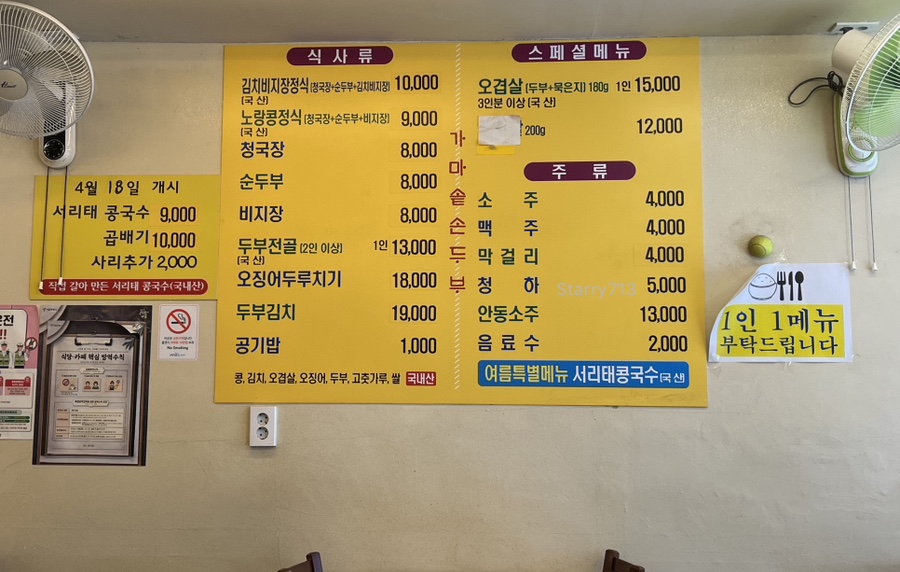 식사류
김치비지장정식 (청국장+순두부+김치비지장) 10,000
(국 산)
노랑콩정식 (청국장+순두부+비지장) 9,000
(국 산)
청국장 8,000
순두부 8,000
비지장 8,000
두부전골 (2인 이상) 1인 13,000
(국 산)
오징어두루치기 18,000
두부김치 19,000
공기밥 1,000
콩, 김치, 오겹살, 오징어, 두부, 고춧가루, 쌀 국내산
가마솥손두부
스페셜메뉴
오겹살 (두부+묵은지) 180g 1인 15,000
3인분 이상 (국 산)
200g 12,000
주류
소주 4,000
맥주 4,000
막걸리 4,000
청하 5,000
안동소주 13,000
음료수 2,000
여름특별메뉴 서리태콩국수 (국 산)
Starry713
4월 18일 개시
서리태 콩국수 9,000
곱배기 10,000
사리추가 2,000
직접 갈아 만든 서리태 콩국수(국내산)
식당·카페 핵심 방역수칙
No Smoking
1인 1메뉴
부탁드립니다